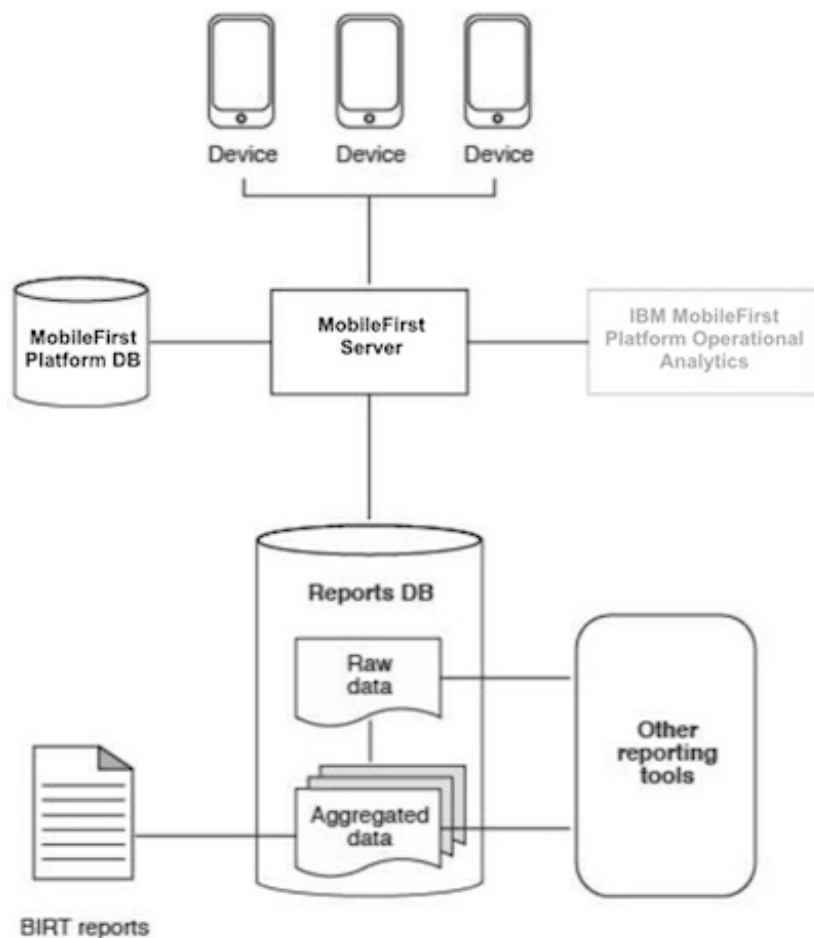 Device
Device
Device
MobileFirst
Platform DB
MobileFirst
Server
IBM MobileFirst
Platform Operational
Analytics
Reports DB
Raw
data
Aggregated
data
Other
reporting
tools
BIRT reports